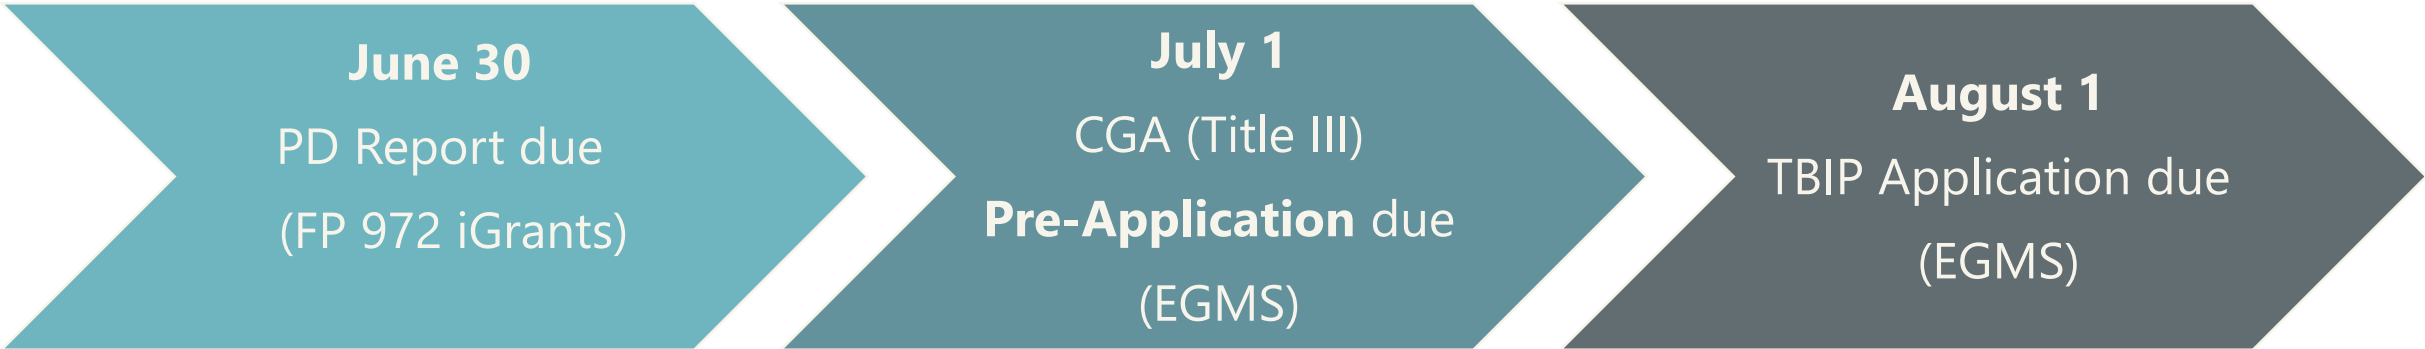 June 30
PD Report due
(FP 972 iGrants)
July 1
CGA (Title III)
Pre-Application due
(EGMS)
August 1
TBIP Application due
(EGMS)